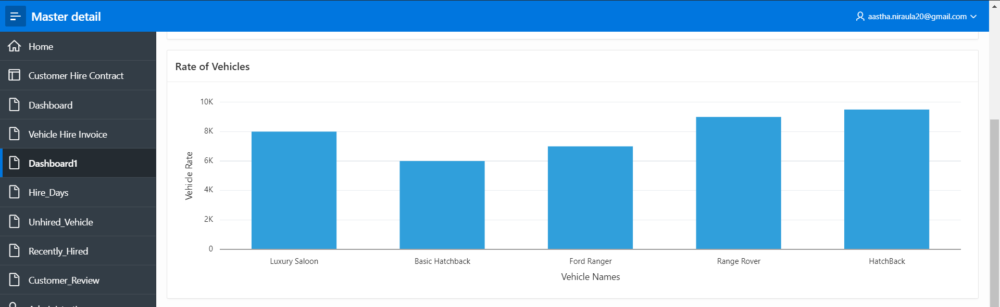 Master detail
aastha.niraula20@gmail.com
Home
Customer Hire Contract
Dashboard
Vehicle Hire Invoice
Dashboard1
Hire_Days
Unhired_Vehicle
Recently_Hired
Customer_Review
Rate of Vehicles
10K
8K
6K
4K
2K
0
Vehicle Rate
Luxury Saloon
Basic Hatchback
Ford Ranger
Range Rover
HatchBack
Vehicle Names